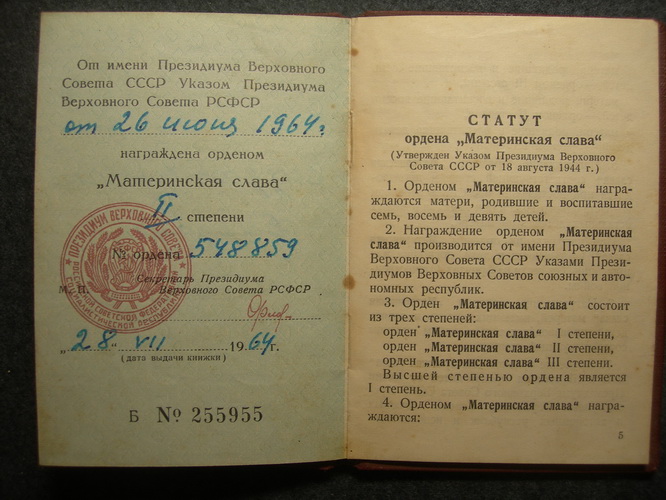 От имени Президиума Верховного
Совета СССР Указом Президиума
Верховного Совета РСФСР
от 26 июня 1964 г.
награждена орденом
„Материнская слава“
II степени
№ ордена 548859
Секретарь Президиума
М. П. Верховного Совета РСФСР
„28“ VII 1964 г.
(дата выдачи книжки)
Б № 255955
ПРЕЗИДИУМ ВЕРХОВНОГО СОВЕТА
СТАТУТ
ордена „Материнская слава“
(Утвержден Указом Президиума Верховного
Совета СССР от 18 августа 1944 г.)
1. Орденом „Материнская слава“ награ-
ждаются матери, родившие и воспитавшие
семь, восемь и девять детей.
2. Награждение орденом „Материнская
слава“ производится от имени Президиума
Верховного Совета СССР Указами Прези-
диумов Верховных Советов союзных и авто-
номных республик.
3. Орден „Материнская слава“ состоит
из трех степеней:
орден „Материнская слава“ I степени,
орден „Материнская слава“ II степени,
орден „Материнская слава“ III степени.
Высшей степенью ордена является
I степень.
4. Орденом „Материнская слава“ награ-
ждаются:
5